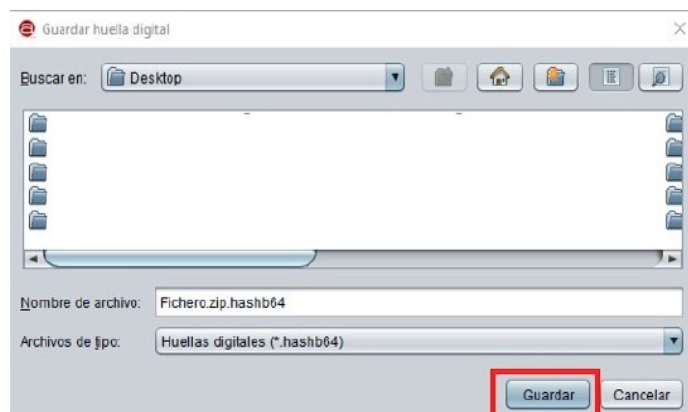 Guardar huella digital
Buscar en: Desktop
Nombre de archivo: Fichero.zip.hashb64
Archivos de tipo: Huellas digitales (*.hashb64)
Guardar Cancelar